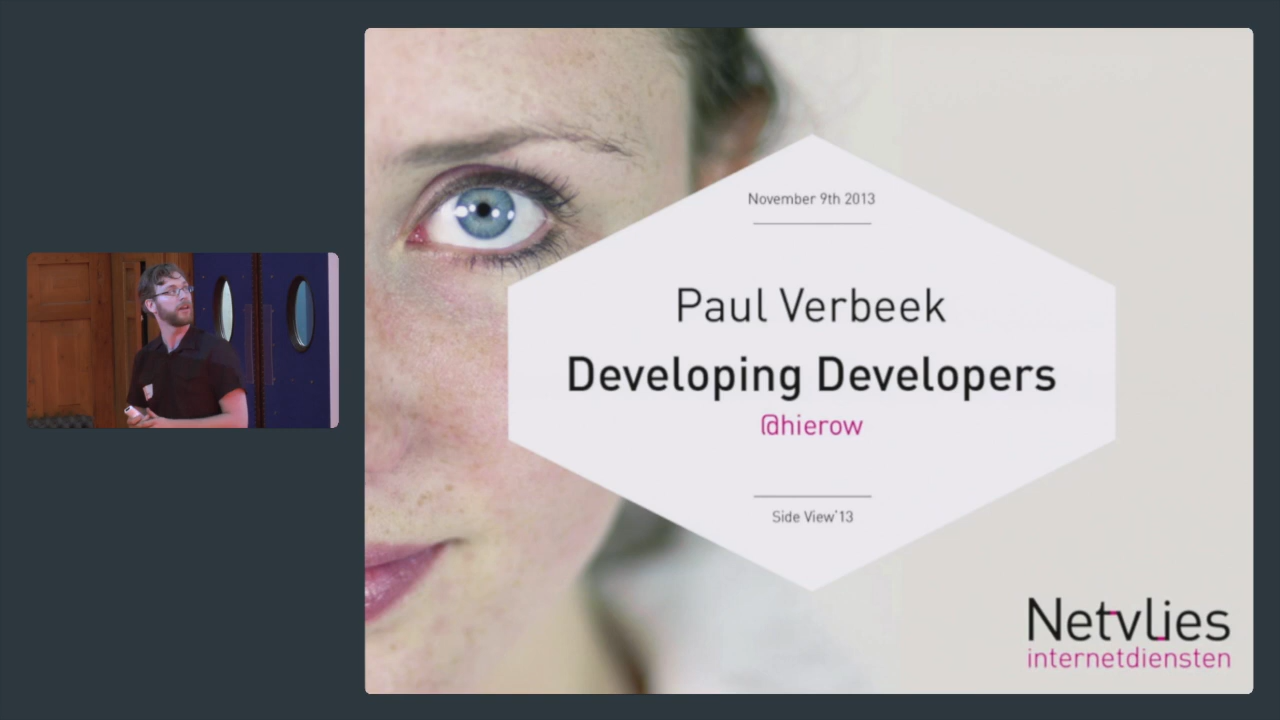 November 9th 2013
Paul Verbeek
Developing Developers
@hierow
Side View'13
Netvlies
internetdiensten